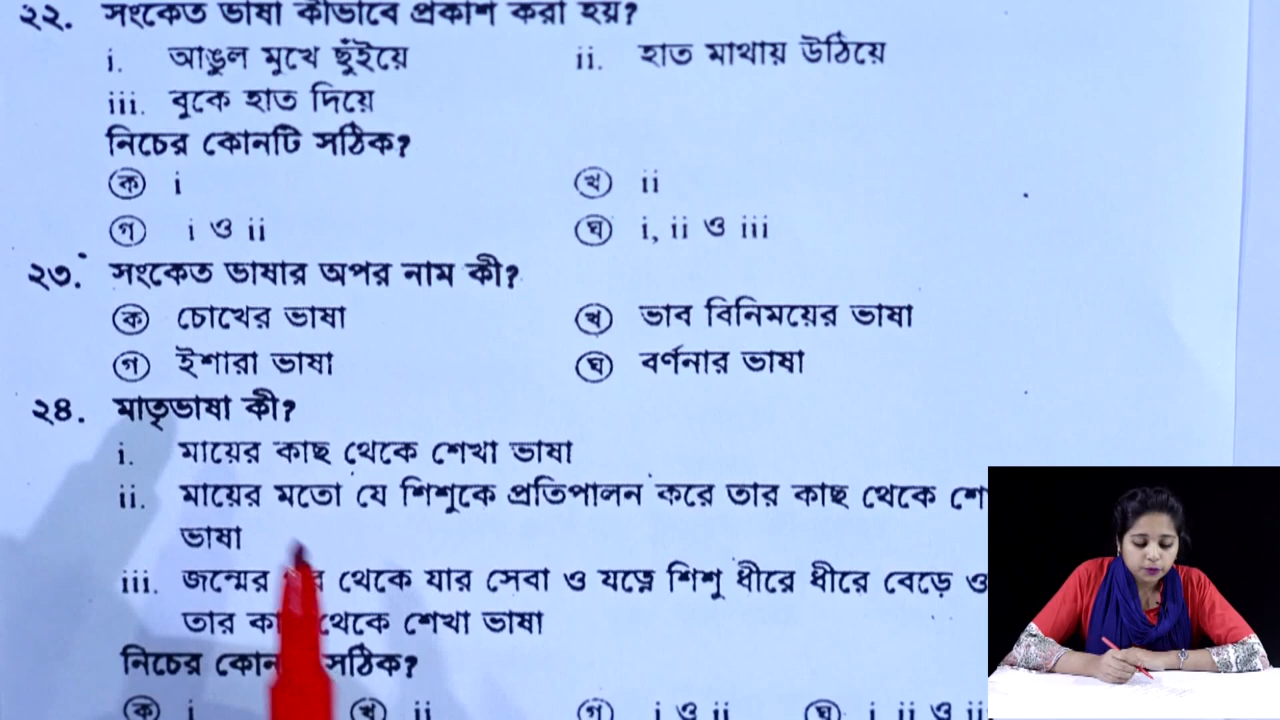 ২২. সংকেত ভাষা কীভাবে প্রকাশ করা হয়?
i. আঙুল মুখে ছুঁইয়ে ii. হাত মাথায় উঠিয়ে
iii. বুকে হাত দিয়ে
নিচের কোনটি সঠিক?
ক i খ ii
গ i ও ii ঘ i, ii ও iii
২৩. সংকেত ভাষার অপর নাম কী?
ক চোখের ভাষা খ ভাব বিনিময়ের ভাষা
গ ইশারা ভাষা ঘ বর্ণনার ভাষা
২৪. মাতৃভাষা কী?
i. মায়ের কাছ থেকে শেখা ভাষা
ii. মায়ের মতো যে শিশুকে প্রতিপালন করে তার কাছ থেকে
ভাষা
iii. জন্মের থেকে যার সেবা ও যত্নে শিশু ধীরে ধীরে বেড়ে
তার থেকে শেখা ভাষা
নিচের সঠিক?
ক i খ ii গ i ও ii ঘ i ii ও